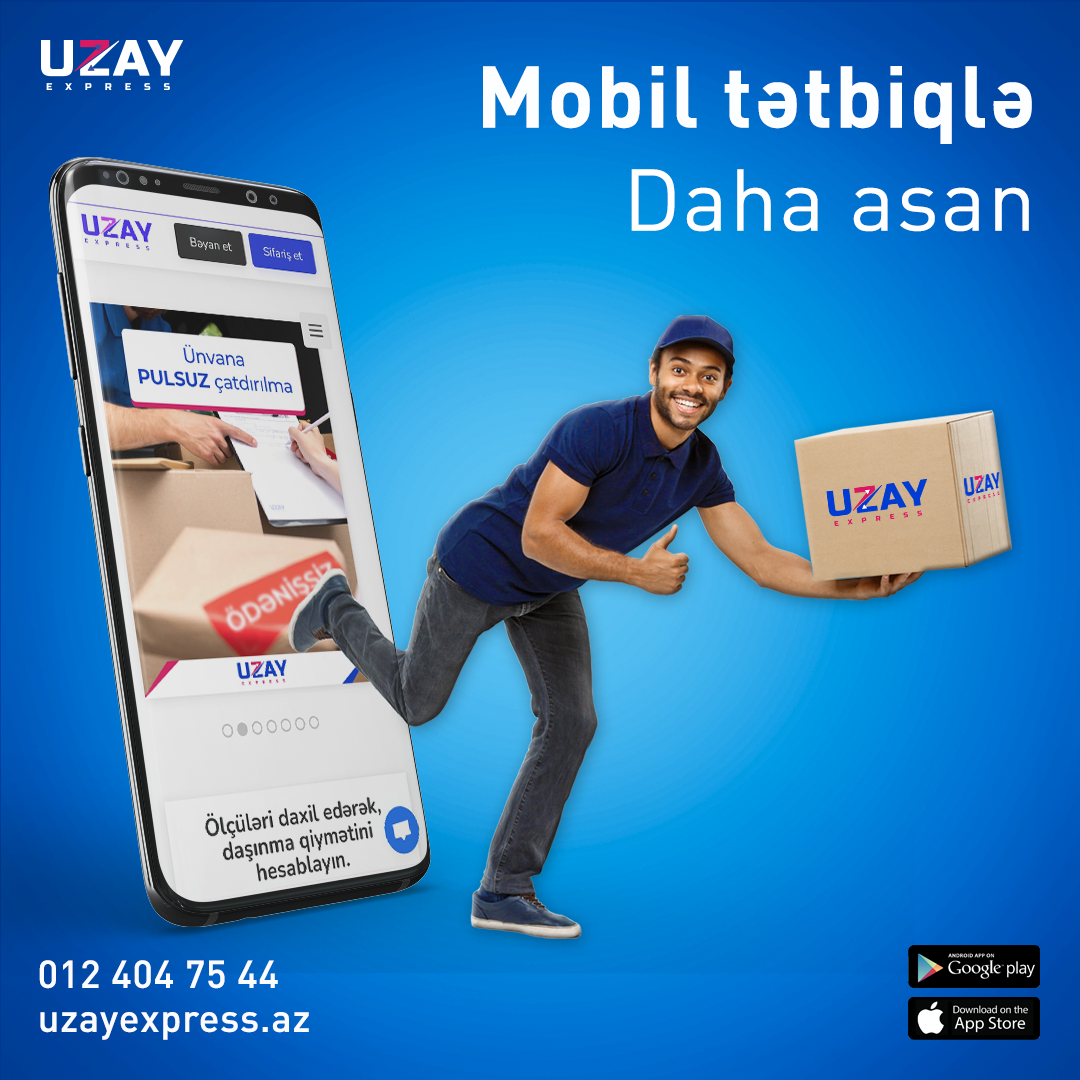 UZAY
EXPRESS
Mobil tətbiqlə
Daha asan
UZAY
EXPRESS
Bəyan et
Sifariş et
Ünvana
PULSUZ çatdırılma
ÖDƏNİŞSİZ
UZAY
EXPRESS
Ölçüləri daxil edərək,
daşınma qiymətini
hesablayın.
UZAY
EXPRESS
UZAY
EXPRESS
012 404 75 44
uzayexpress.az
ANDROID APP ON
Google play
Download on the
App Store